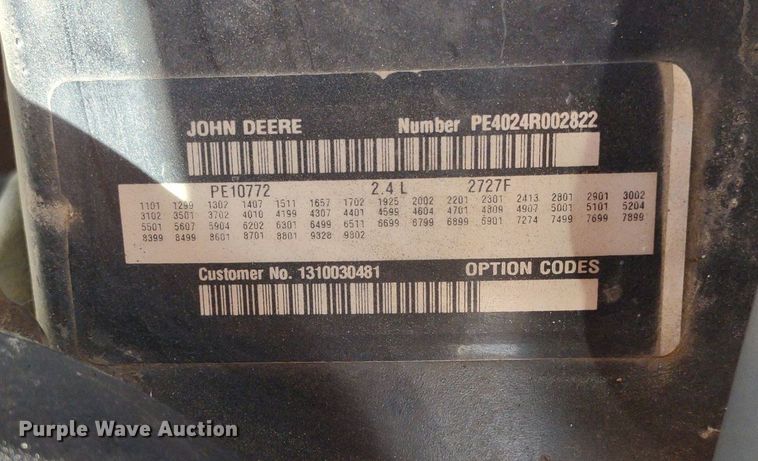 JOHN DEERE Number PE4024R002822
PE10772 2.4 L 2727F
1101 1299 1302 1407 1511 1657 1702 1925 2002 2201 2301 2413 2801 2901 3002
3102 3501 3702 4010 4199 4307 4401 4599 4604 4701 4809 4907 5001 5101 5204
5501 5607 5904 6202 6301 6499 6511 6699 6799 6899 5901 7274 7499 7699 7899
8399 8499 8601 8701 8801 9328 9802
Customer No. 1310030481 OPTION CODES
Purple Wave Auction